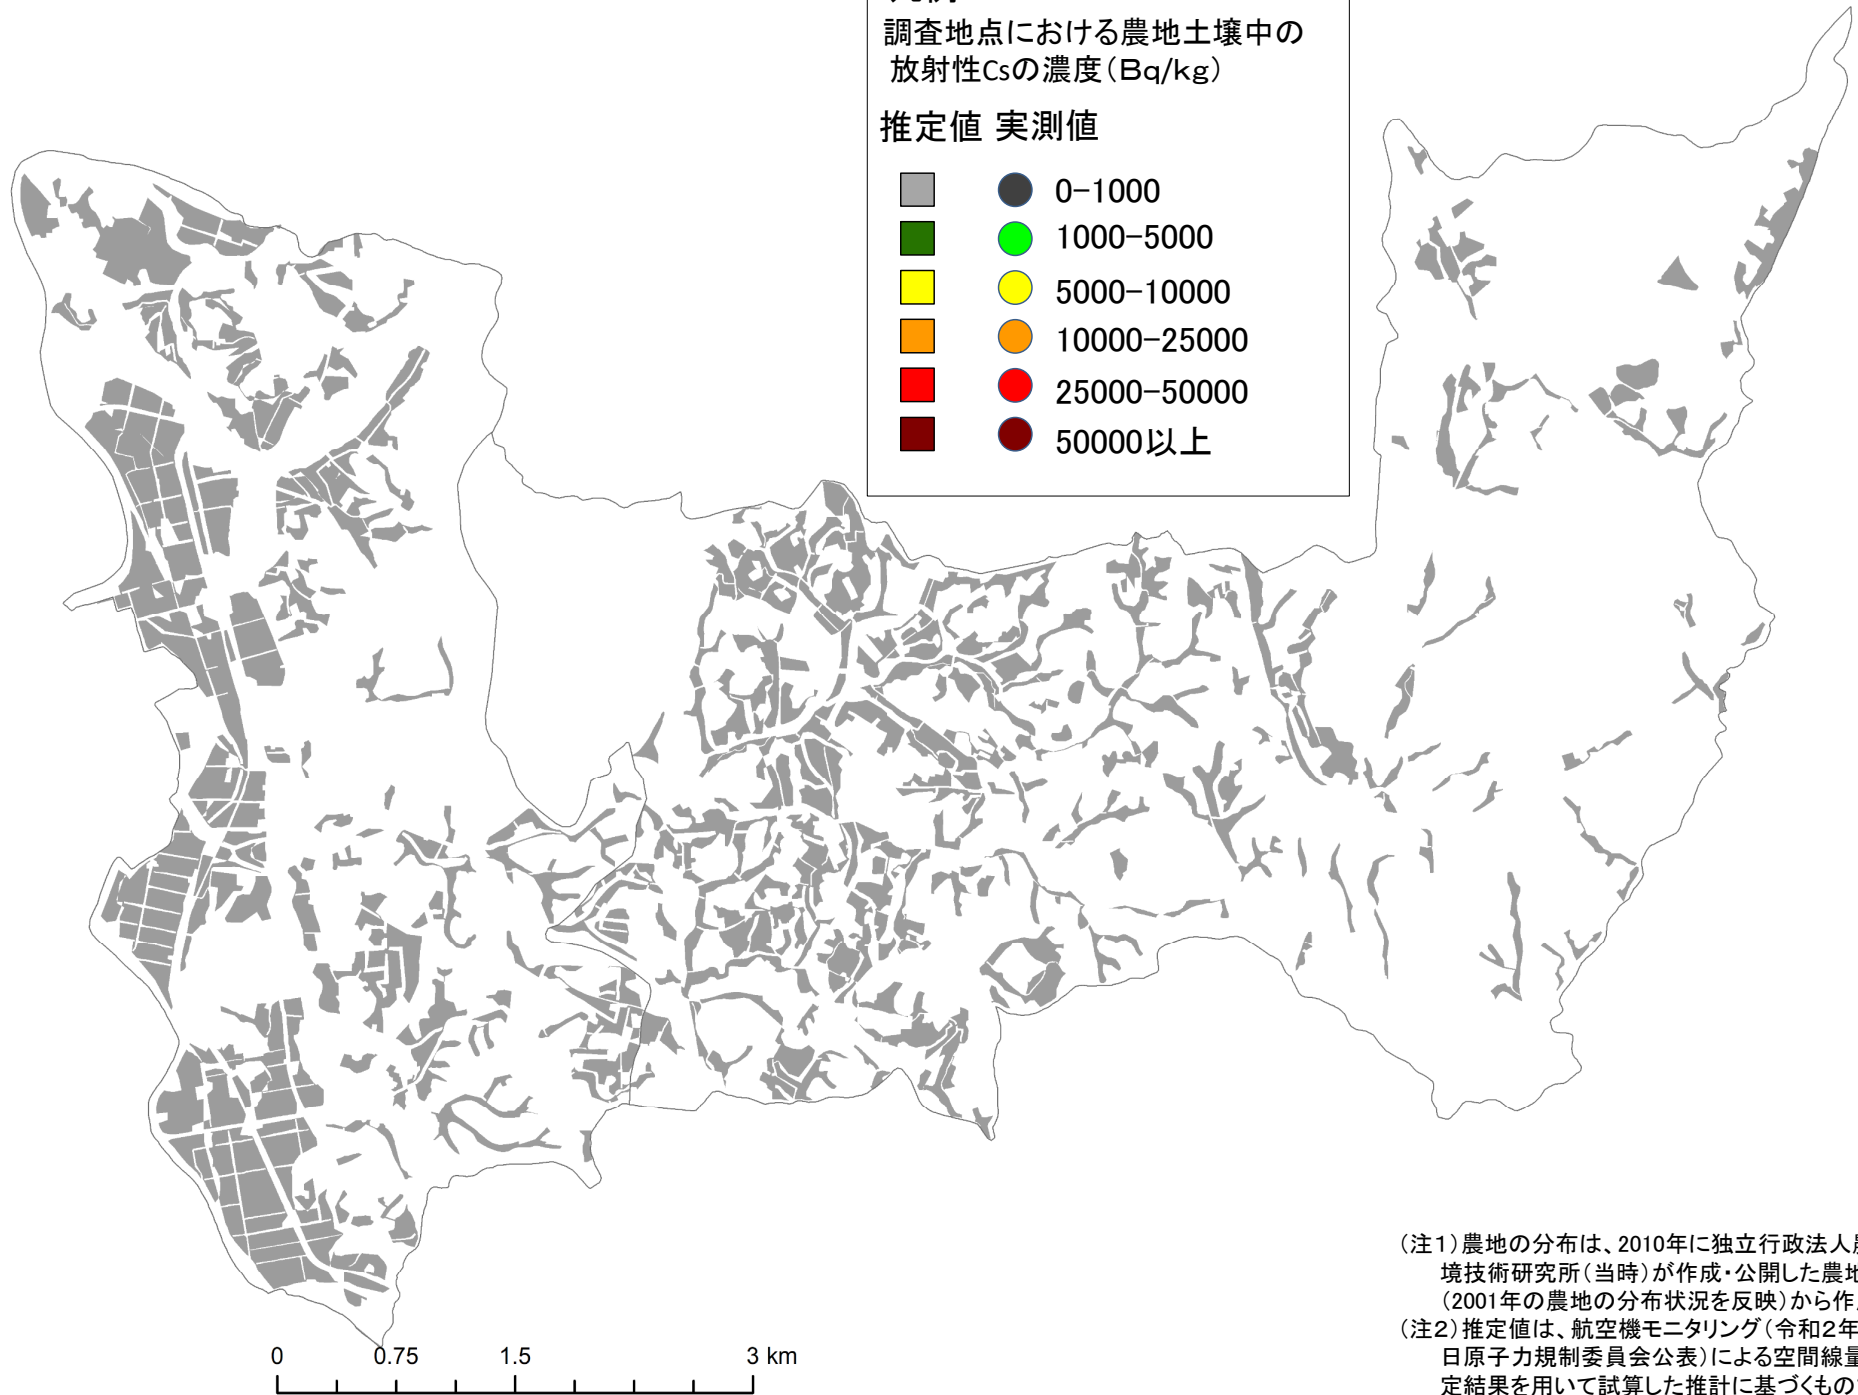 調査地点における農地土壌中の
放射性Csの濃度(Bq/kg)
推定値 実測値
0-1000
1000-5000
5000-10000
10000-25000
25000-50000
50000以上
(注1)農地の分布は、2010年に独立行政法人農
境技術研究所(当時)が作成・公開した農地
(2001年の農地の分布状況を反映)から作
(注2)推定値は、航空機モニタリング(令和2年
日原子力規制委員会公表)による空間線量
定結果を用いて試算した推計に基づくもの
0 0.75 1.5 3 km